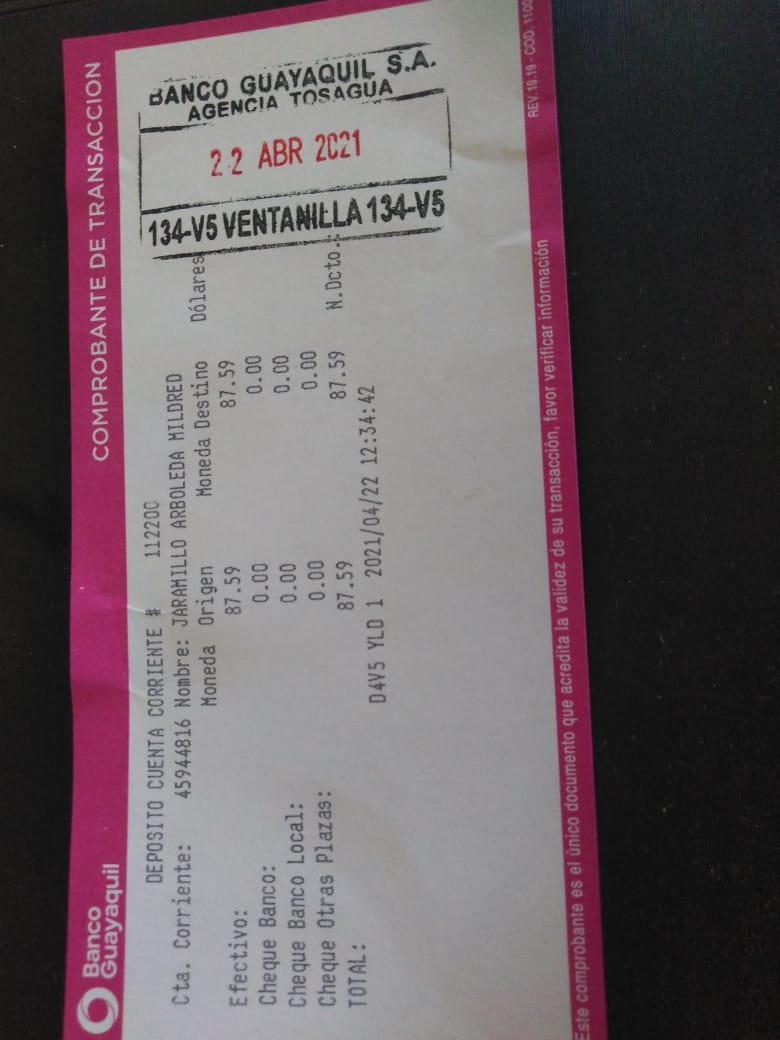 Banco
Guayaquil
COMPROBANTE DE TRANSACCION
BANCO GUAYAQUIL S.A.
AGENCIA TOSAGUA
22 ABR 2021
134-V5 VENTANILLA 134-V5
DEPOSITO CUENTA CORRIENTE # 112200
Cta. Corriente: 45944816 Nombre: JARAMILLO ARBOLEDA MILDRED
Moneda Origen Moneda Destino Dólares
Efectivo: 87.59 87.59
Cheque Banco: 0.00 0.00
Cheque Banco Local: 0.00 0.00
Cheque Otras Plazas: 0.00 0.00 N.Dcto.:
TOTAL: 87.59 87.59
D4V5 YLD 1 2021/04/22 12:34:42
Este comprobante es el único documento que acredita la validez de su transacción, favor verificar información
REV. 10.19 - COD. 1100